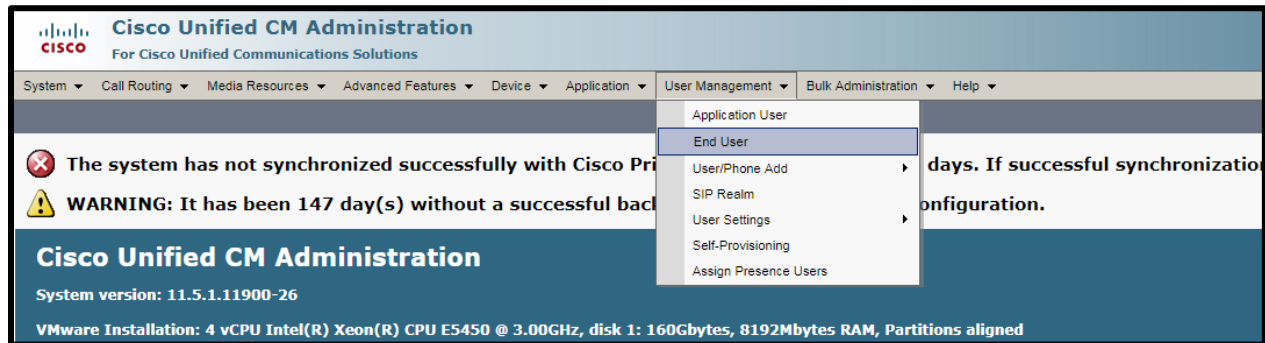 Cisco Unified CM Administration
CISCO
For Cisco Unified Communications Solutions
System Call Routing Media Resources Advanced Features Device Application User Management Bulk Administration Help
Application User
End User
User/Phone Add
SIP Realm
User Settings
Self-Provisioning
Assign Presence Users
The system has not synchronized successfully with Cisco Pri days. If successful synchronizatio
WARNING: It has been 147 day(s) without a successful bac onfiguration.
Cisco Unified CM Administration
System version: 11.5.1.11900-26
VMware Installation: 4 vCPU Intel(R) Xeon(R) CPU E5450 @ 3.00GHz, disk 1: 160Gbytes, 8192Mbytes RAM, Partitions aligned